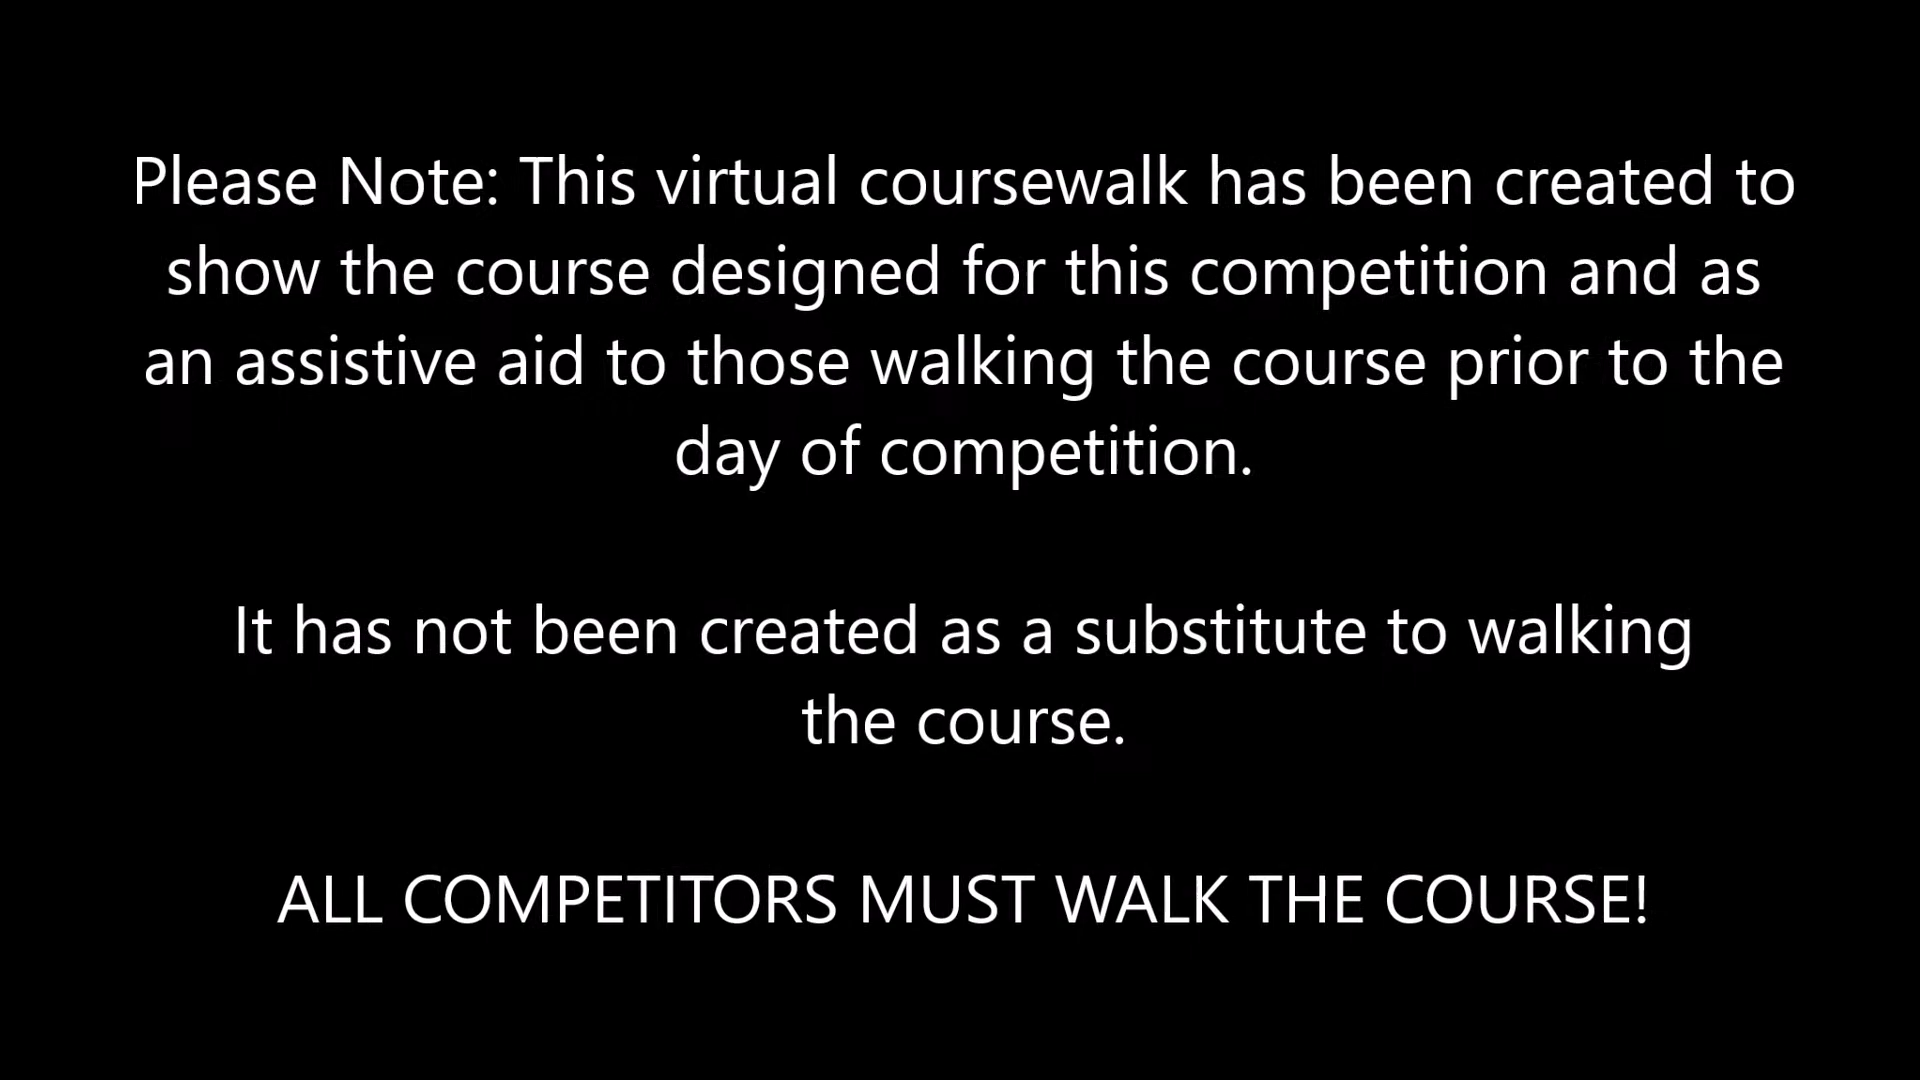 Please Note: This virtual coursewalk has been created to
show the course designed for this competition and as
an assistive aid to those walking the course prior to the
day of competition.
It has not been created as a substitute to walking
the course.
ALL COMPETITORS MUST WALK THE COURSE!